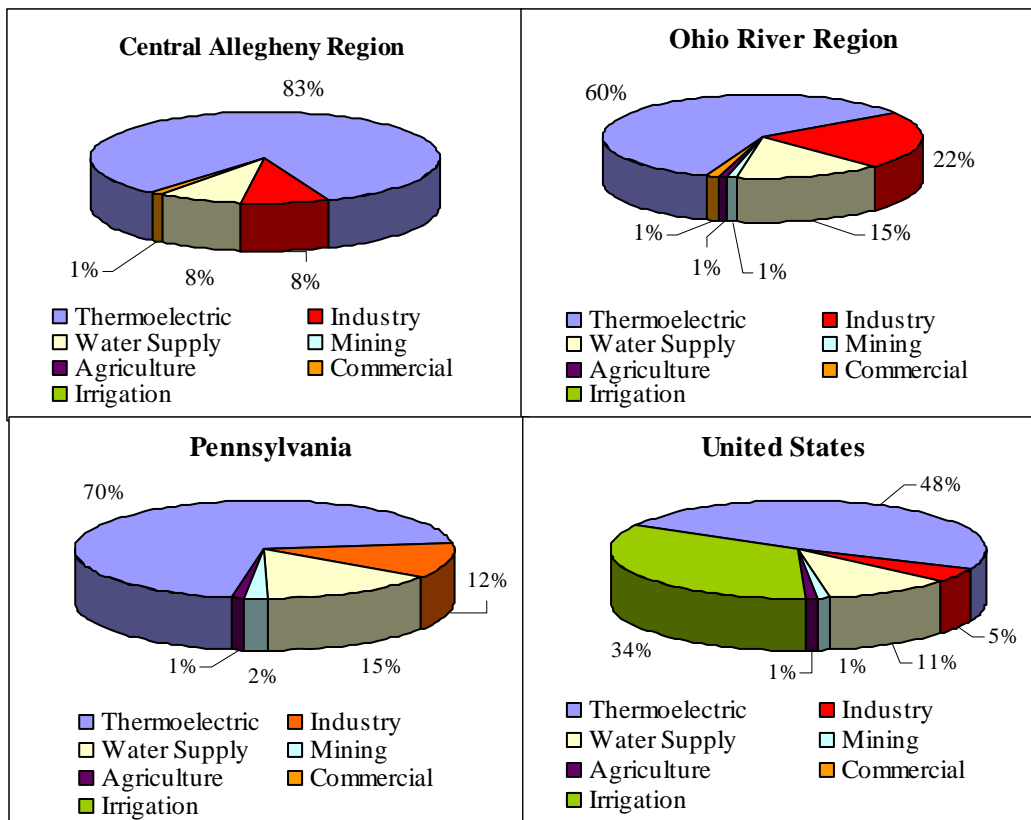 Central Allegheny Region
83%
1%
8%
8%
Thermoelectric Industry
Water Supply Mining
Agriculture Commercial
Irrigation
Ohio River Region
60%
22%
15%
1%
1%
1%
Thermoelectric Industry
Water Supply Mining
Agriculture Commercial
Irrigation
Pennsylvania
70%
12%
15%
1%
2%
Thermoelectric Industry
Water Supply Mining
Agriculture Commercial
Irrigation
United States
48%
5%
34%
1%
1%
11%
Thermoelectric Industry
Water Supply Mining
Agriculture Commercial
Irrigation